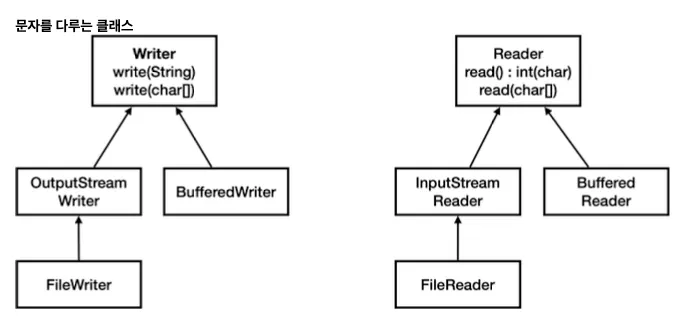 문자를 다루는 클래스
Writer
write(String)
write(char[])
Reader
read() : int(char)
read(char[])
OutputStream
Writer
BufferedWriter
InputStream
Reader
Buffered
Reader
FileWriter
FileReader